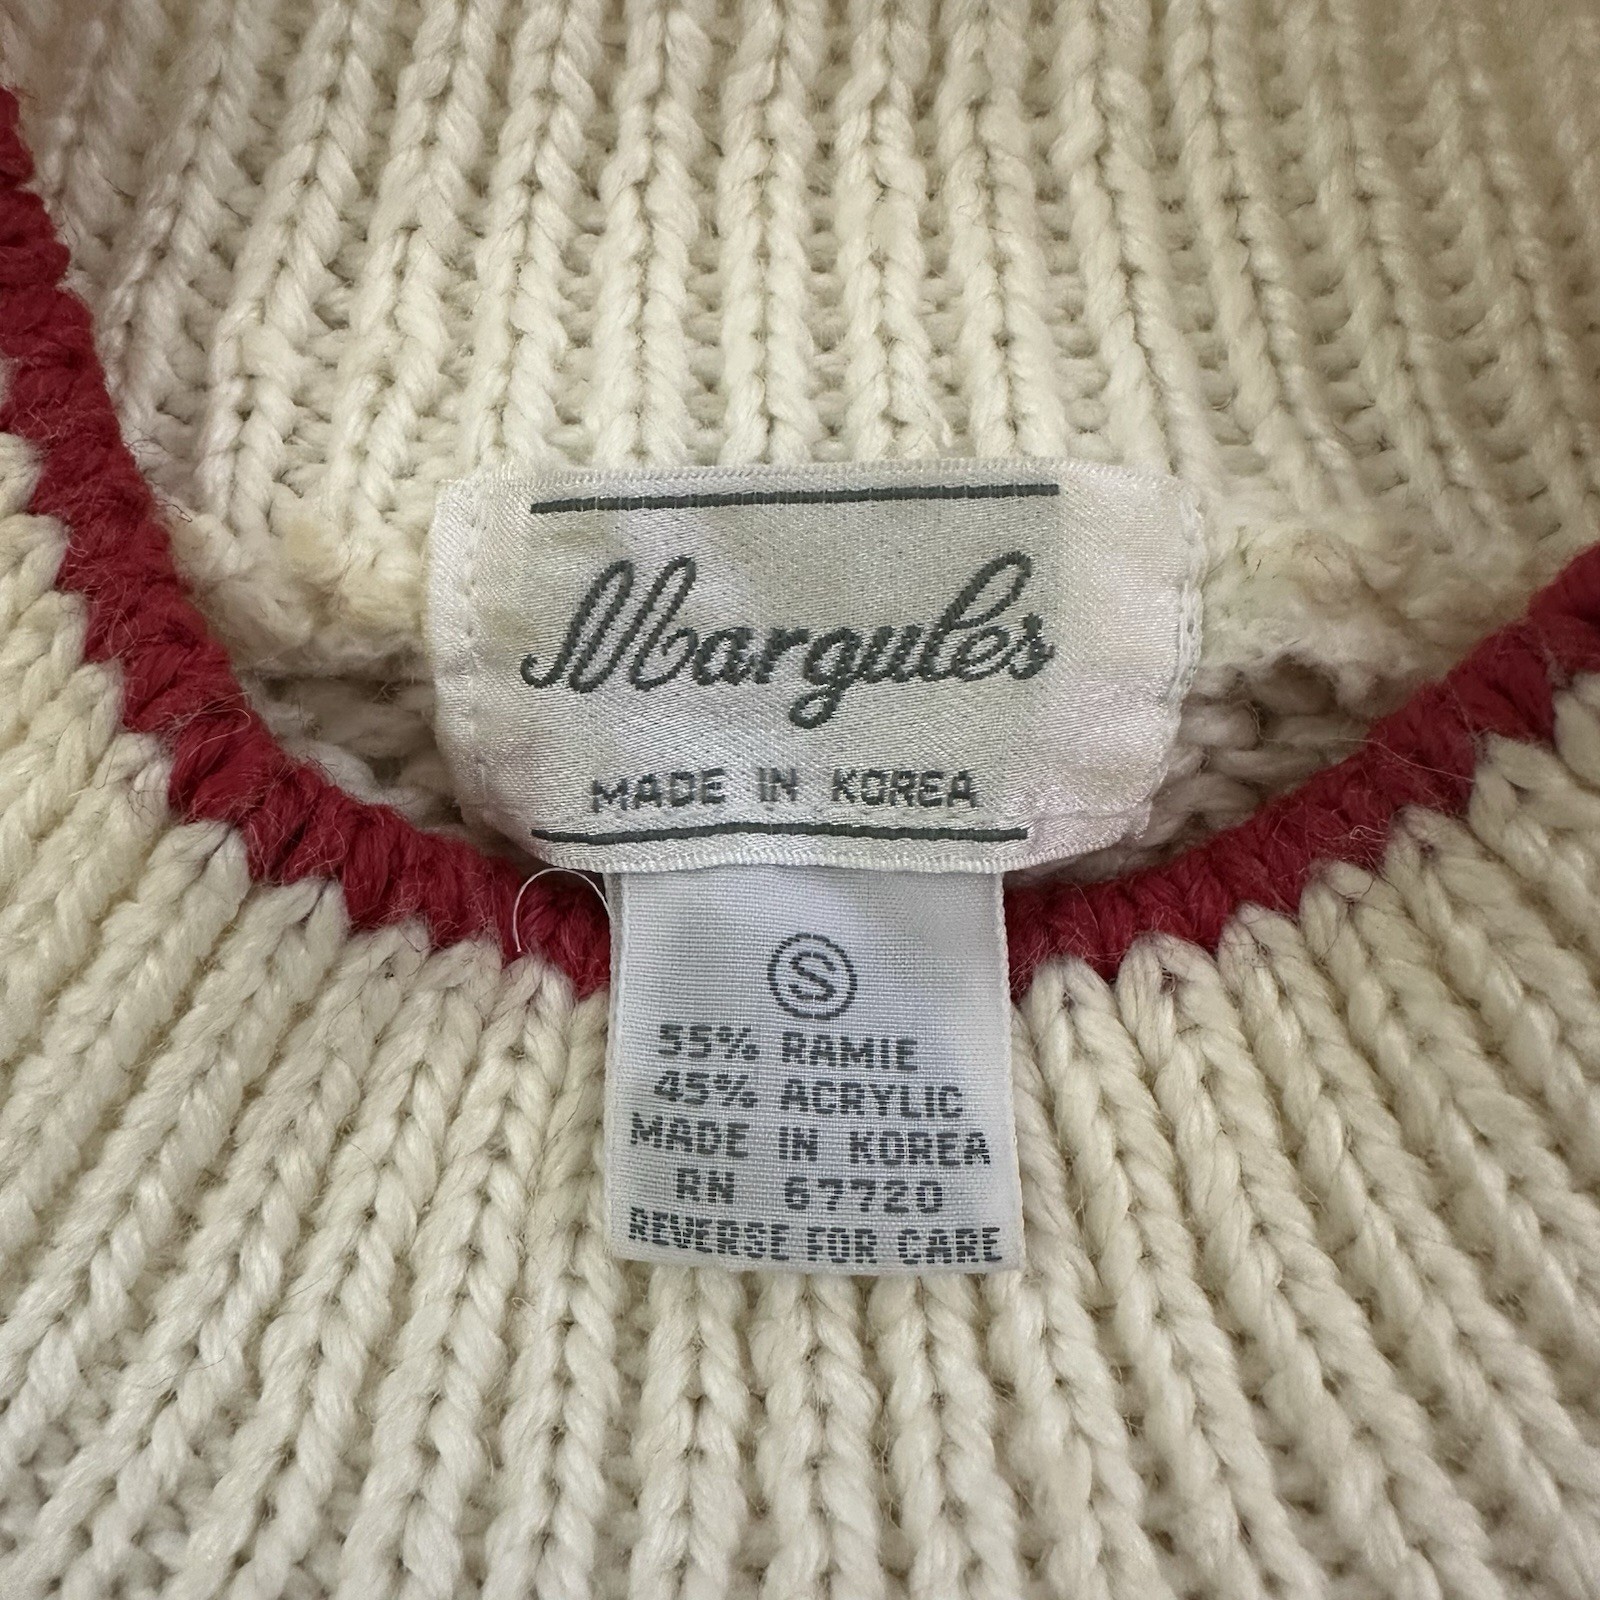 Margules
MADE IN KOREA
S
55% RAMIE
45% ACRYLIC
MADE IN KOREA
RN 67720
REVERSE FOR CARE